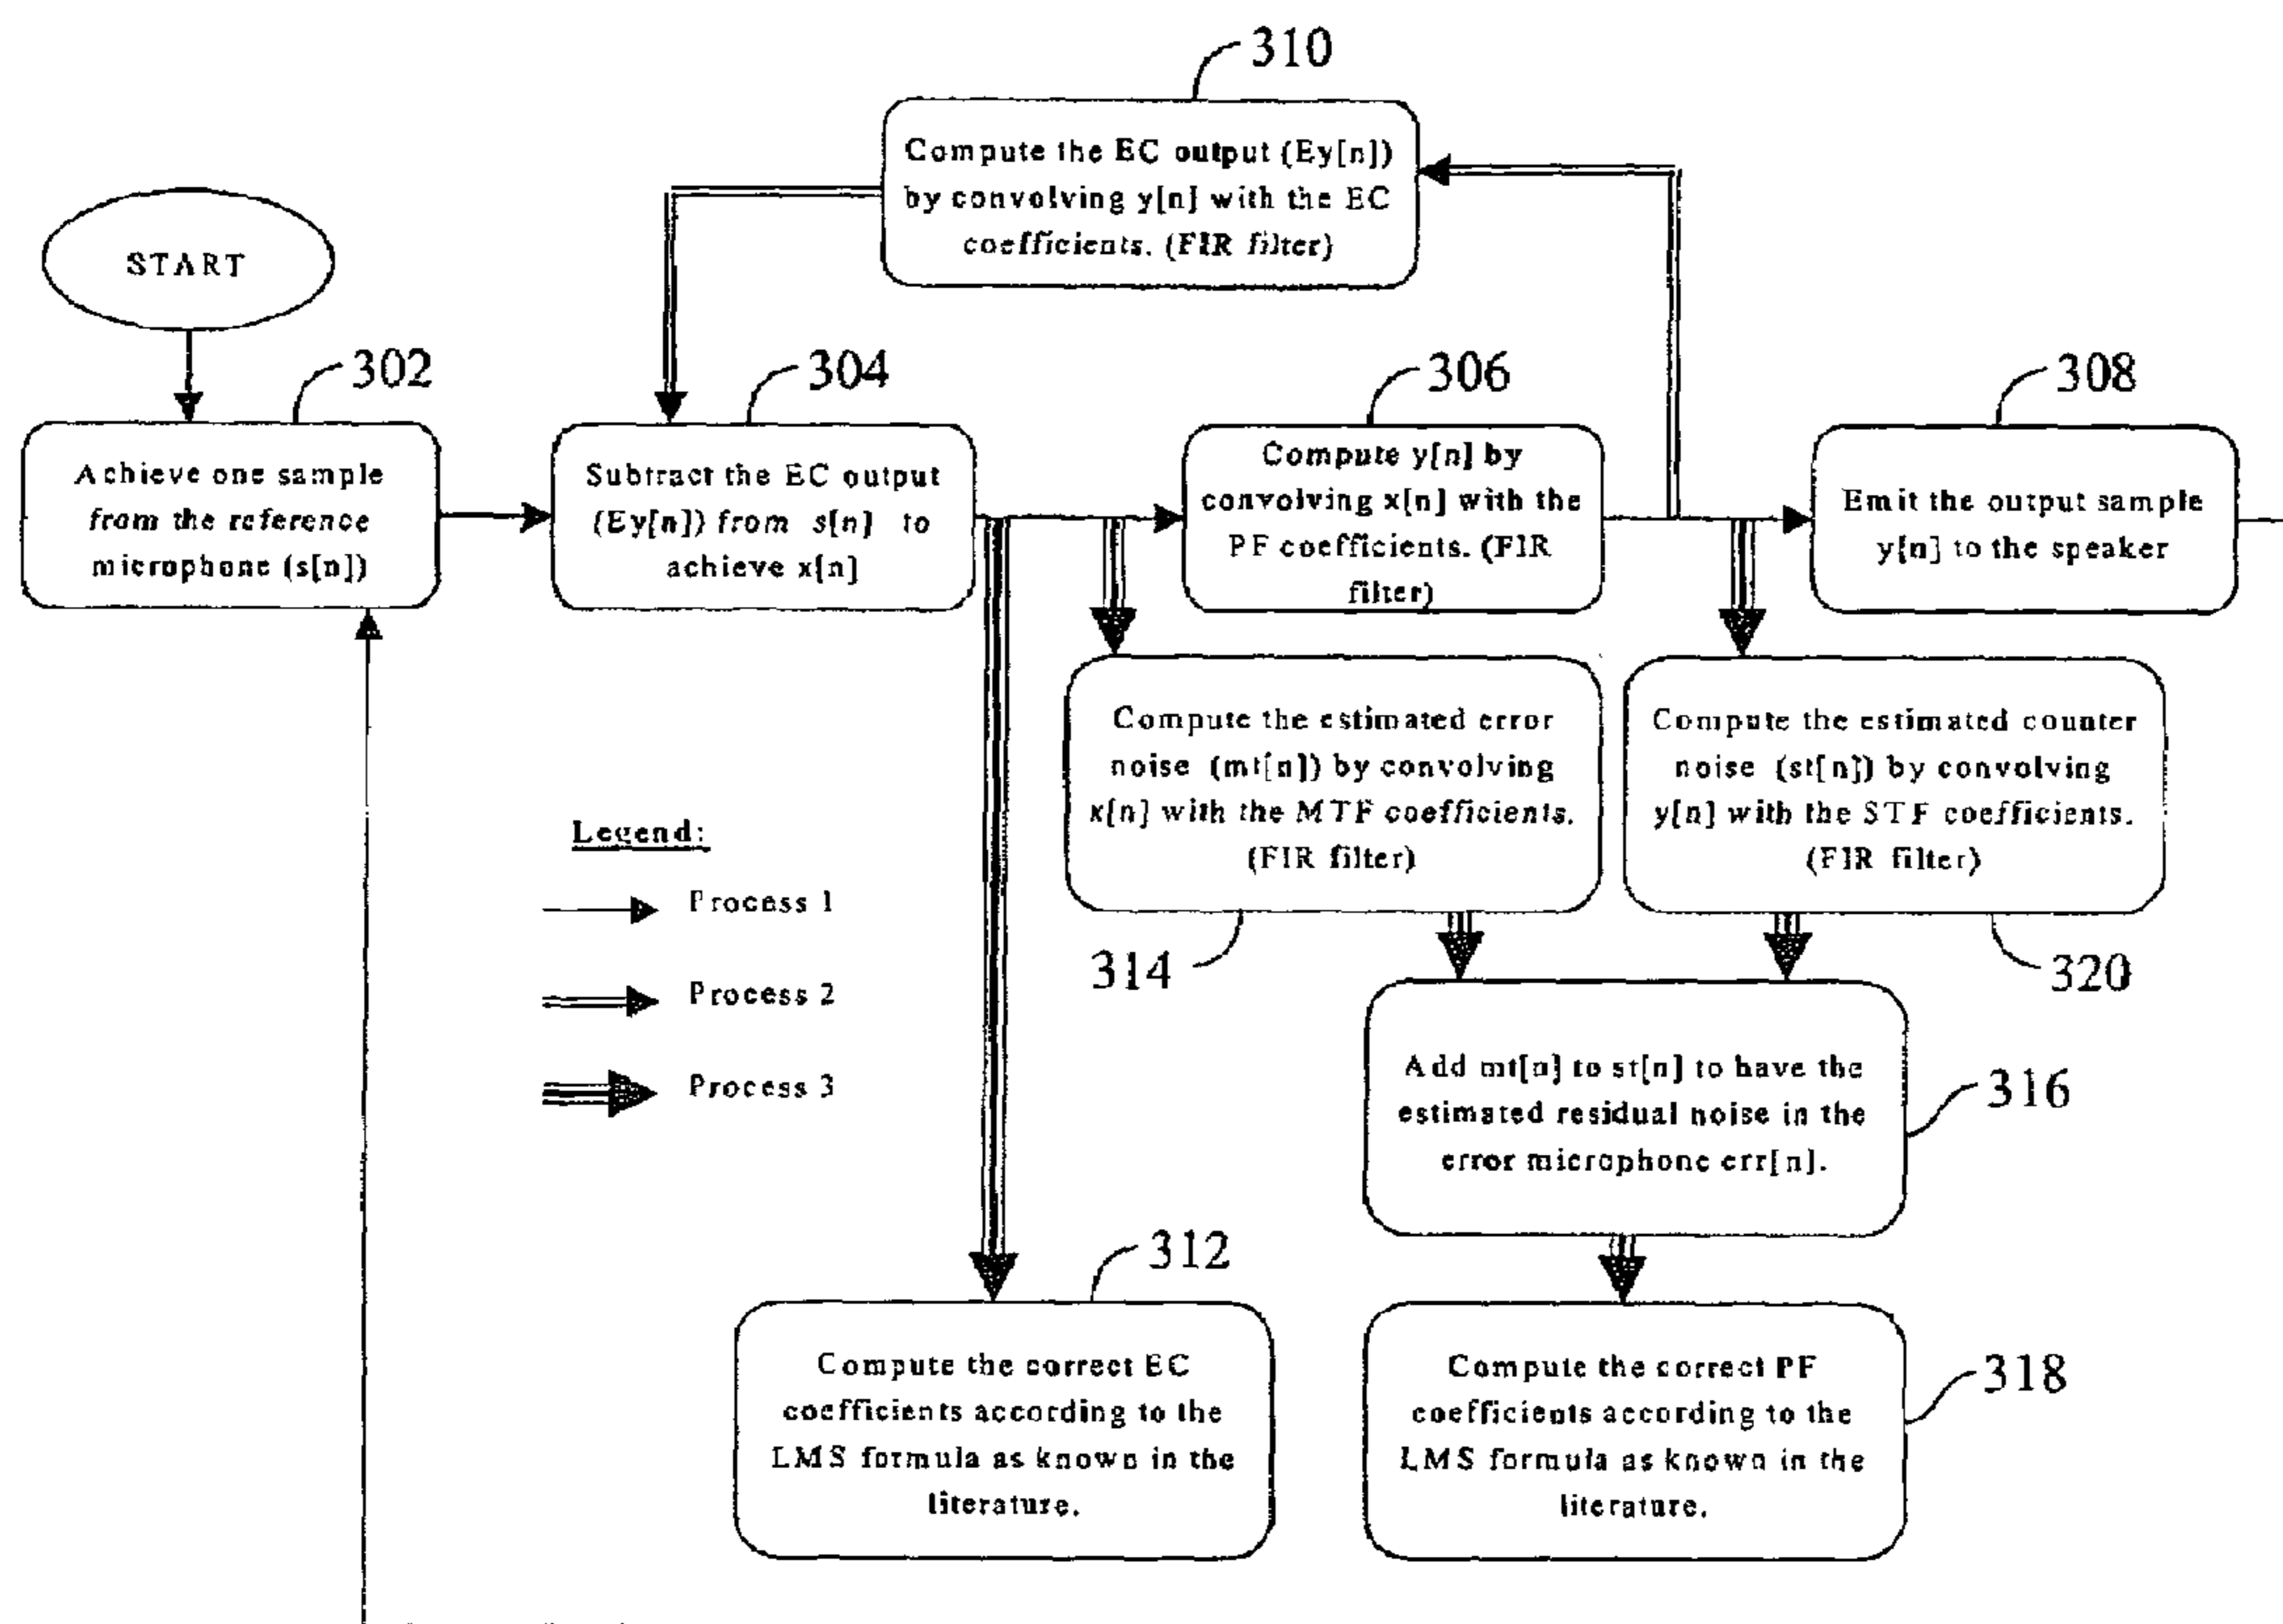 310
Compute the EC output (Ey[n])
by convolving y[n] with the EC
coefficients. (FIR filter)
START
302
304
306
308
Achieve one sample
from the reference
microphone (s[n])
Subtract the EC output
(Ey[n]) from s[n] to
achieve x[n]
Compute y[n] by
convolving x[n] with the
PF coefficients. (FIR
filter)
Emit the output sample
y[n] to the speaker
Compute the estimated error
noise (mt[n]) by convolving
x[n] with the MTF coefficients.
(FIR filter)
314
Compute the estimated counter
noise (st[n]) by convolving
y[n] with the STF coefficients.
(FIR filter)
320
Legend:
Process 1
Process 2
Process 3
Add mt[n] to st[n] to have the
estimated residual noise in the
error microphone err[n].
316
312
Compute the correct EC
coefficients according to the
LMS formula as known in the
literature.
Compute the correct PF
coefficients according to the
LMS formula as known in the
literature.
318